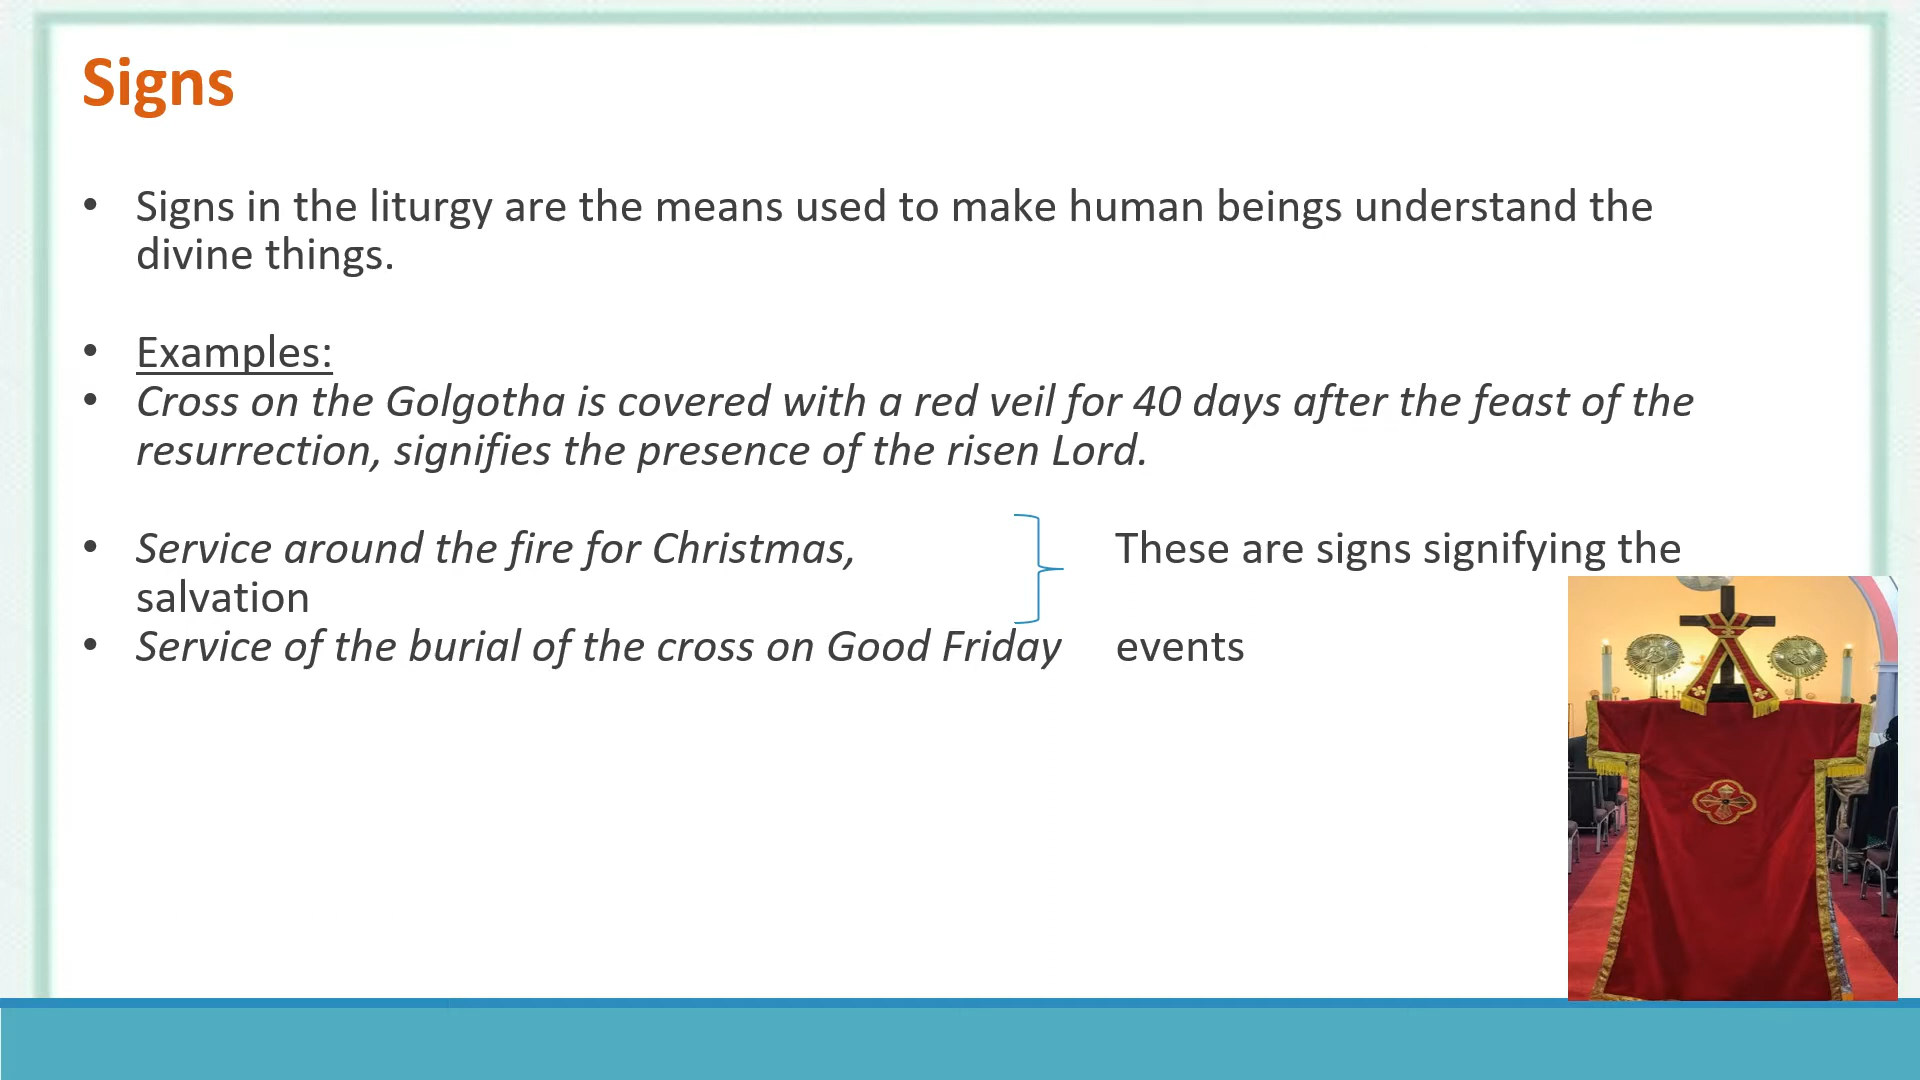 Signs
• Signs in the liturgy are the means used to make human beings understand the
divine things.
• Examples:
• Cross on the Golgotha is covered with a red veil for 40 days after the feast of the
resurrection, signifies the presence of the risen Lord.
• Service around the fire for Christmas, These are signs signifying the
salvation
• Service of the burial of the cross on Good Friday events